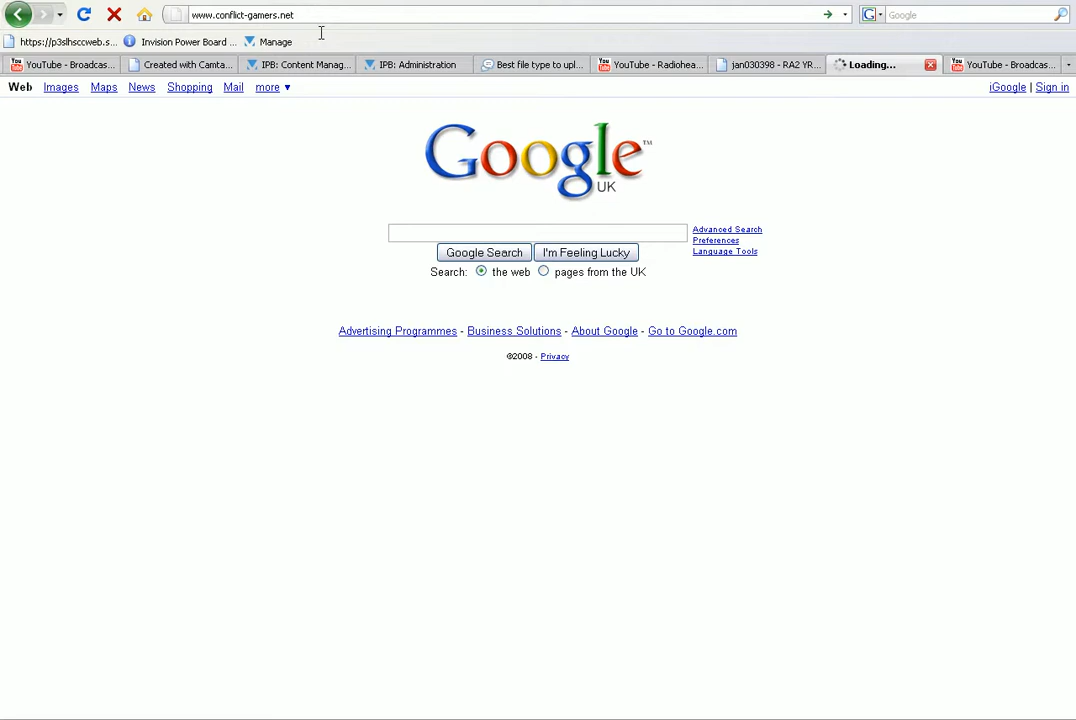 www.conflict-gamers.net
Google
https://p3slhsccweb.s... Invision Power Board ... Manage
YouTube - Broadcas... Created with Camta... IPB: Content Manag... IPB: Administration Best file type to upl... YouTube - Radiohea... jan030398 - RA2 YR... Loading... YouTube - Broadcas...
Web Images Maps News Shopping Mail more ▼ iGoogle | Sign in
Google™
UK
Advanced Search
Preferences
Language Tools
Google Search I'm Feeling Lucky
Search: the web pages from the UK
Advertising Programmes - Business Solutions - About Google - Go to Google.com
©2008 - Privacy